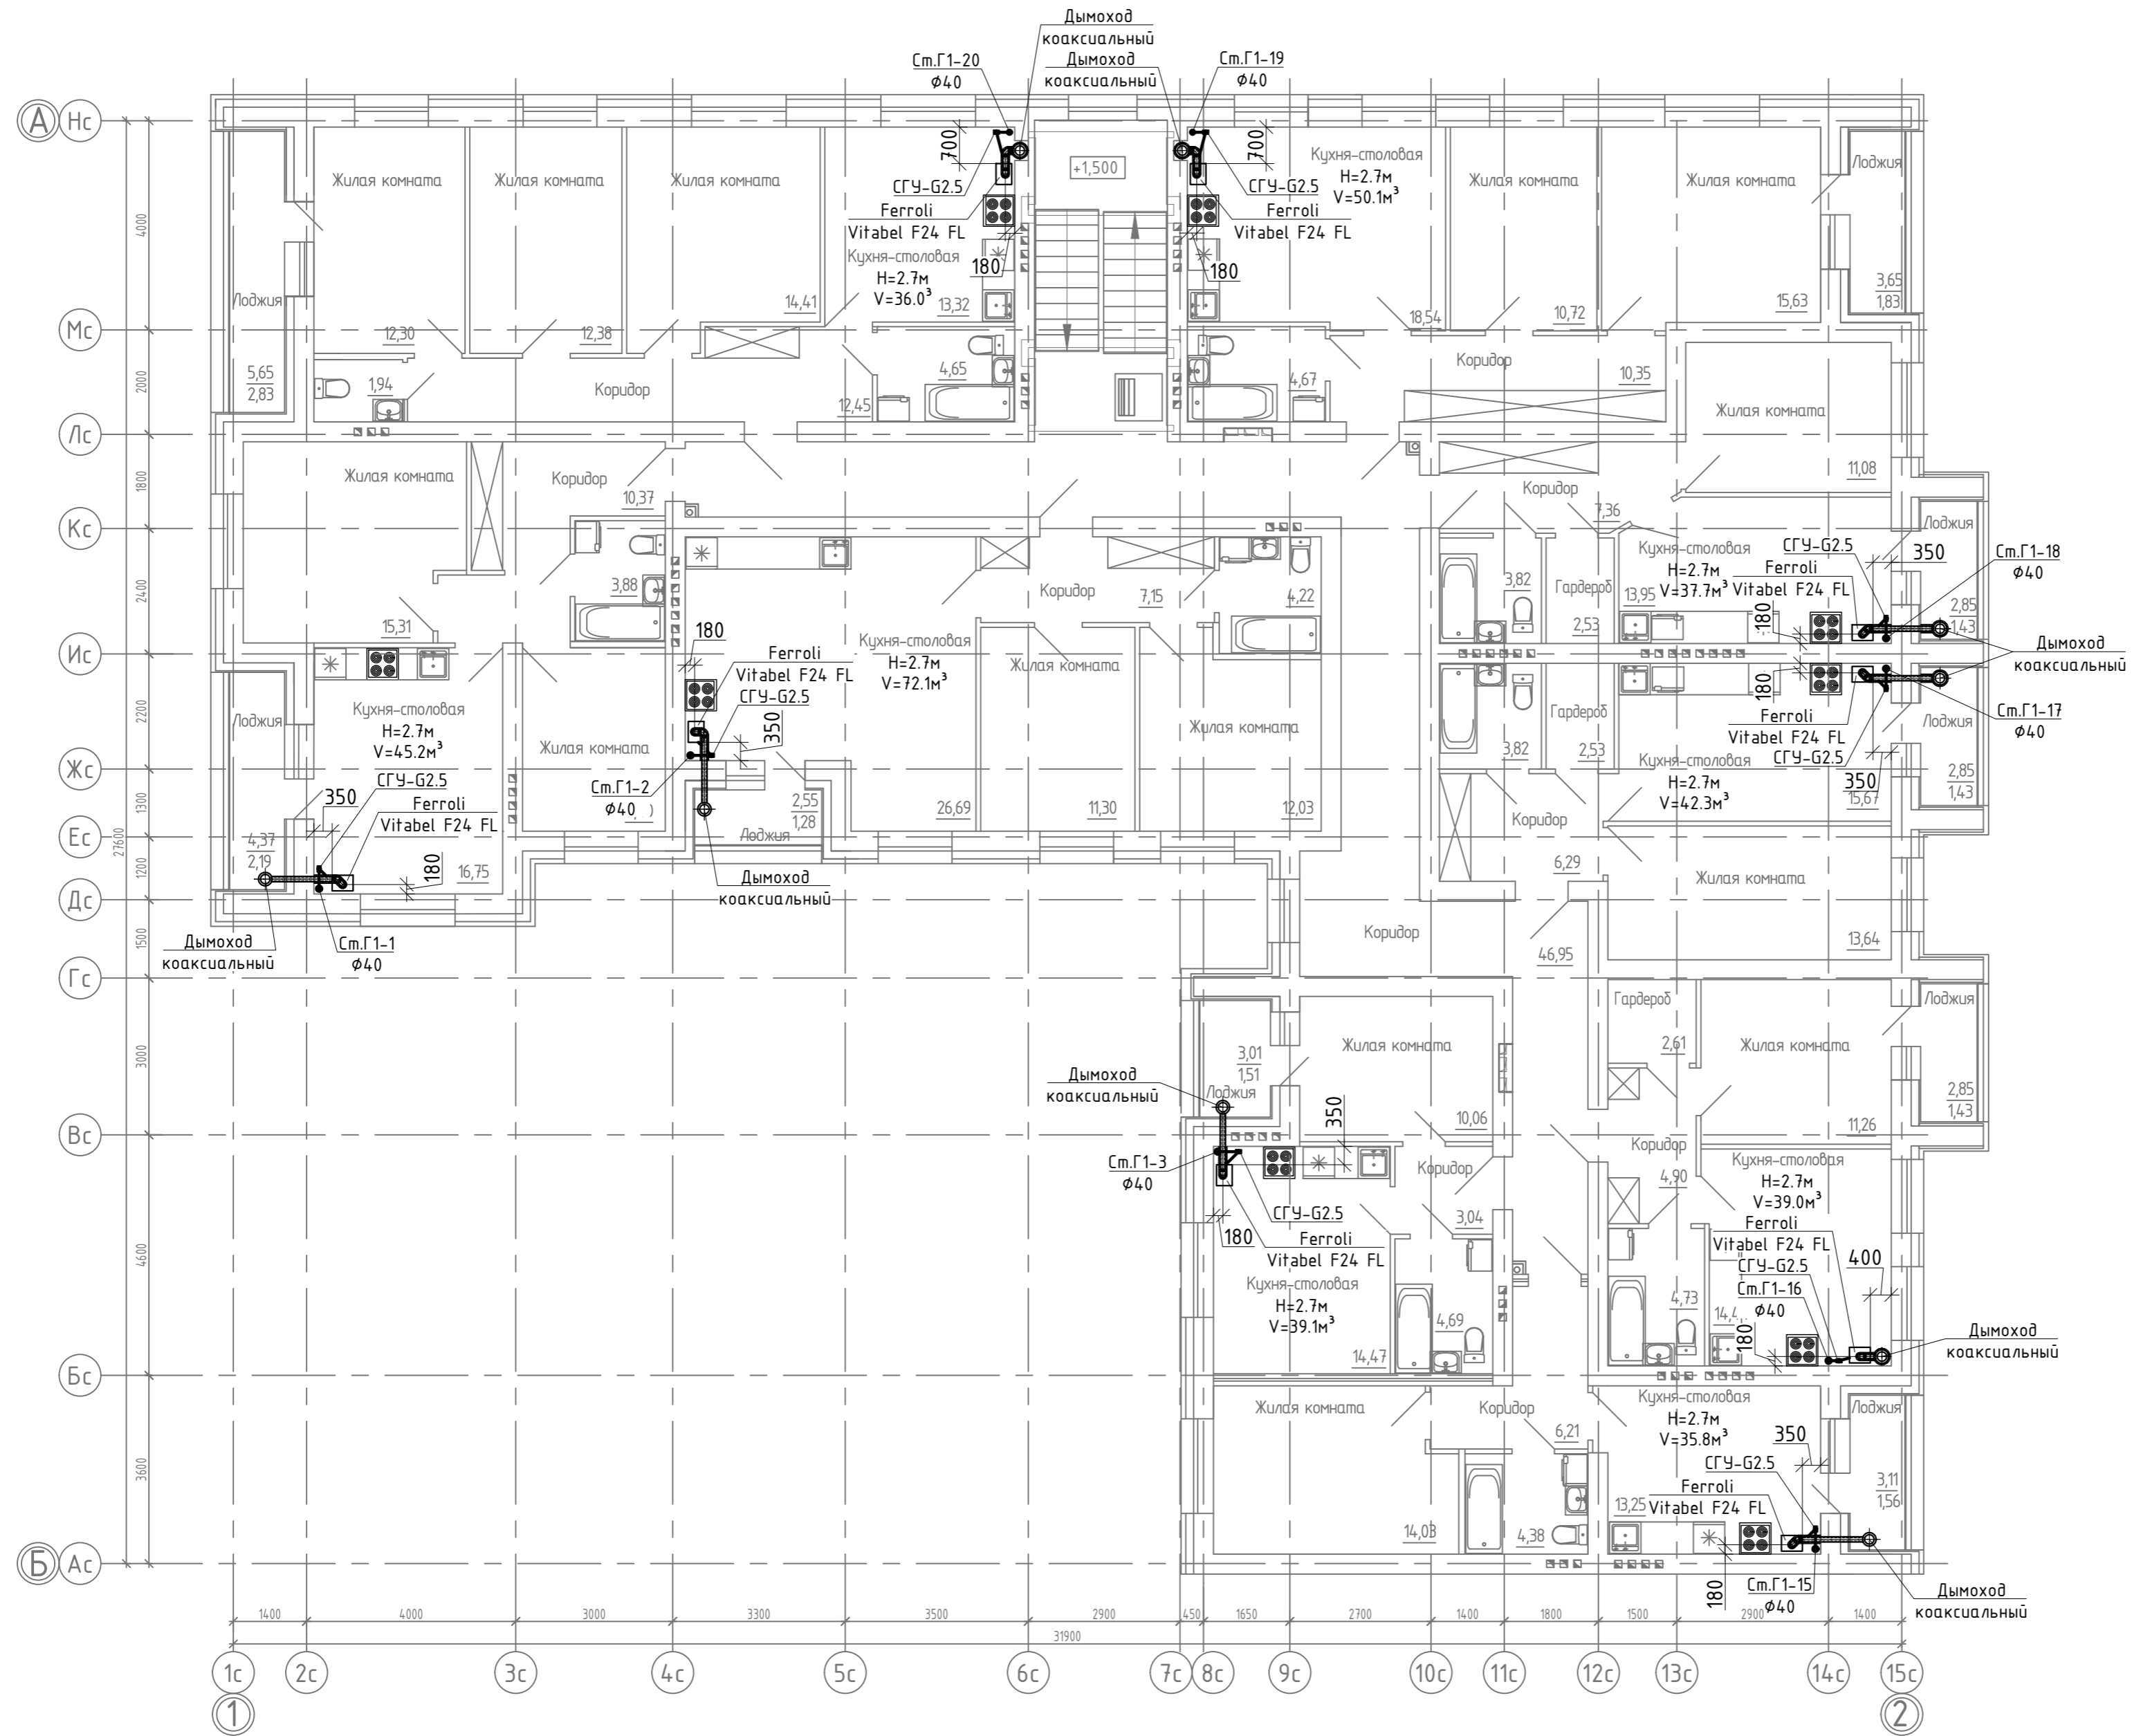 Дымоход
коаксиальный
Ст.Г1-20
Ф40
Дымоход
коаксиальный
Ст.Г1-19
Ф40
А
Нс
700
+1,500
700
Кухня-столовая
H=2.7м
V=50.1м³
Лоджия
Жилая комната
Жилая комната
Жилая комната
Жилая комната
Жилая комната
СГУ-G2.5
СГУ-G2.5
Ferroli
Vitabel F24 FL
Ferroli
Vitabel F24 FL
4000
Кухня-столовая
H=2.7м
V=36.0³
180
180
Лоджия
14,41
13,32
3,65
1,83
15,63
Мс
12,30
12,38
18,54
10,72
2000
5,65
2,83
1,94
Коридор
12,45
4,65
4,67
Коридор
10,35
Жилая комната
Лс
1800
Жилая комната
Коридор
10,37
Коридор
11,08
7,36
Кс
Лоджия
Кухня-столовая
H=2.7м
V=37.7м³
СГУ-G2.5
350
Ст.Г1-18
Ф40
Ferroli
Vitabel F24 FL
2400
3,88
Коридор
7,15
4,22
3,82
Гардероб
2,53
13,95
180
2,85
1,43
15,31
Ис
180
Кухня-столовая
H=2.7м
V=72.1м³
Жилая комната
Дымоход
коаксиальный
Ferroli
Vitabel F24 FL
СГУ-G2.5
350
2200
Лоджия
Кухня-столовая
H=2.7м
V=45.2м³
Жилая комната
Жилая комната
Гардероб
2,53
3,82
180
Ferroli
Vitabel F24 FL
СГУ-G2.5
Лоджия
Ст.Г1-17
Ф40
Жс
Кухня-столовая
H=2.7м
V=42.3м³
350
15,67
2,85
1,43
1300
27600
СГУ-G2.5
350
Ferroli
Vitabel F24 FL
Ст.Г1-2
Ф40
2,55
1,28
Лоджия
26,69
11,30
12,03
Коридор
Ес
4,37
2,19
1200
180
16,75
Дымоход
коаксиальный
6,29
Жилая комната
Дс
1500
Дымоход
коаксиальный
Ст.Г1-1
Ф40
Коридор
46,95
13,64
Гс
Гардероб
Лоджия
3000
3,01
1,51
Лоджия
Жилая комната
2,61
Жилая комната
Дымоход
коаксиальный
350
2,85
1,43
10,06
11,26
Вс
Коридор
4,90
Кухня-столовая
H=2.7м
V=39.0м³
Ст.Г1-3
Ф40
Коридор
СГУ-G2.5
3,04
180
Ferroli
Vitabel F24 FL
Ferroli
Vitabel F24 FL
СГУ-G2.5
400
4600
Кухня-столовая
H=2.7м
V=39.1м³
Ст.Г1-16
Ф40
4,69
4,73
180
14,47
Дымоход
коаксиальный
Бс
Жилая комната
Коридор
6,21
Кухня-столовая
H=2.7м
V=35.8м³
350
Лоджия
3600
СГУ-G2.5
Ferroli
Vitabel F24 FL
3,11
1,56
13,25
14,03
4,38
Б
Ас
180
Ст.Г1-15
Ф40
Дымоход
коаксиальный
1400
4000
3000
3300
3500
2900
450
1650
2700
1400
1800
1500
2900
1400
31900
1с
2с
3с
4с
5с
6с
7с
8с
9с
10с
11с
12с
13с
14с
15с
1
2